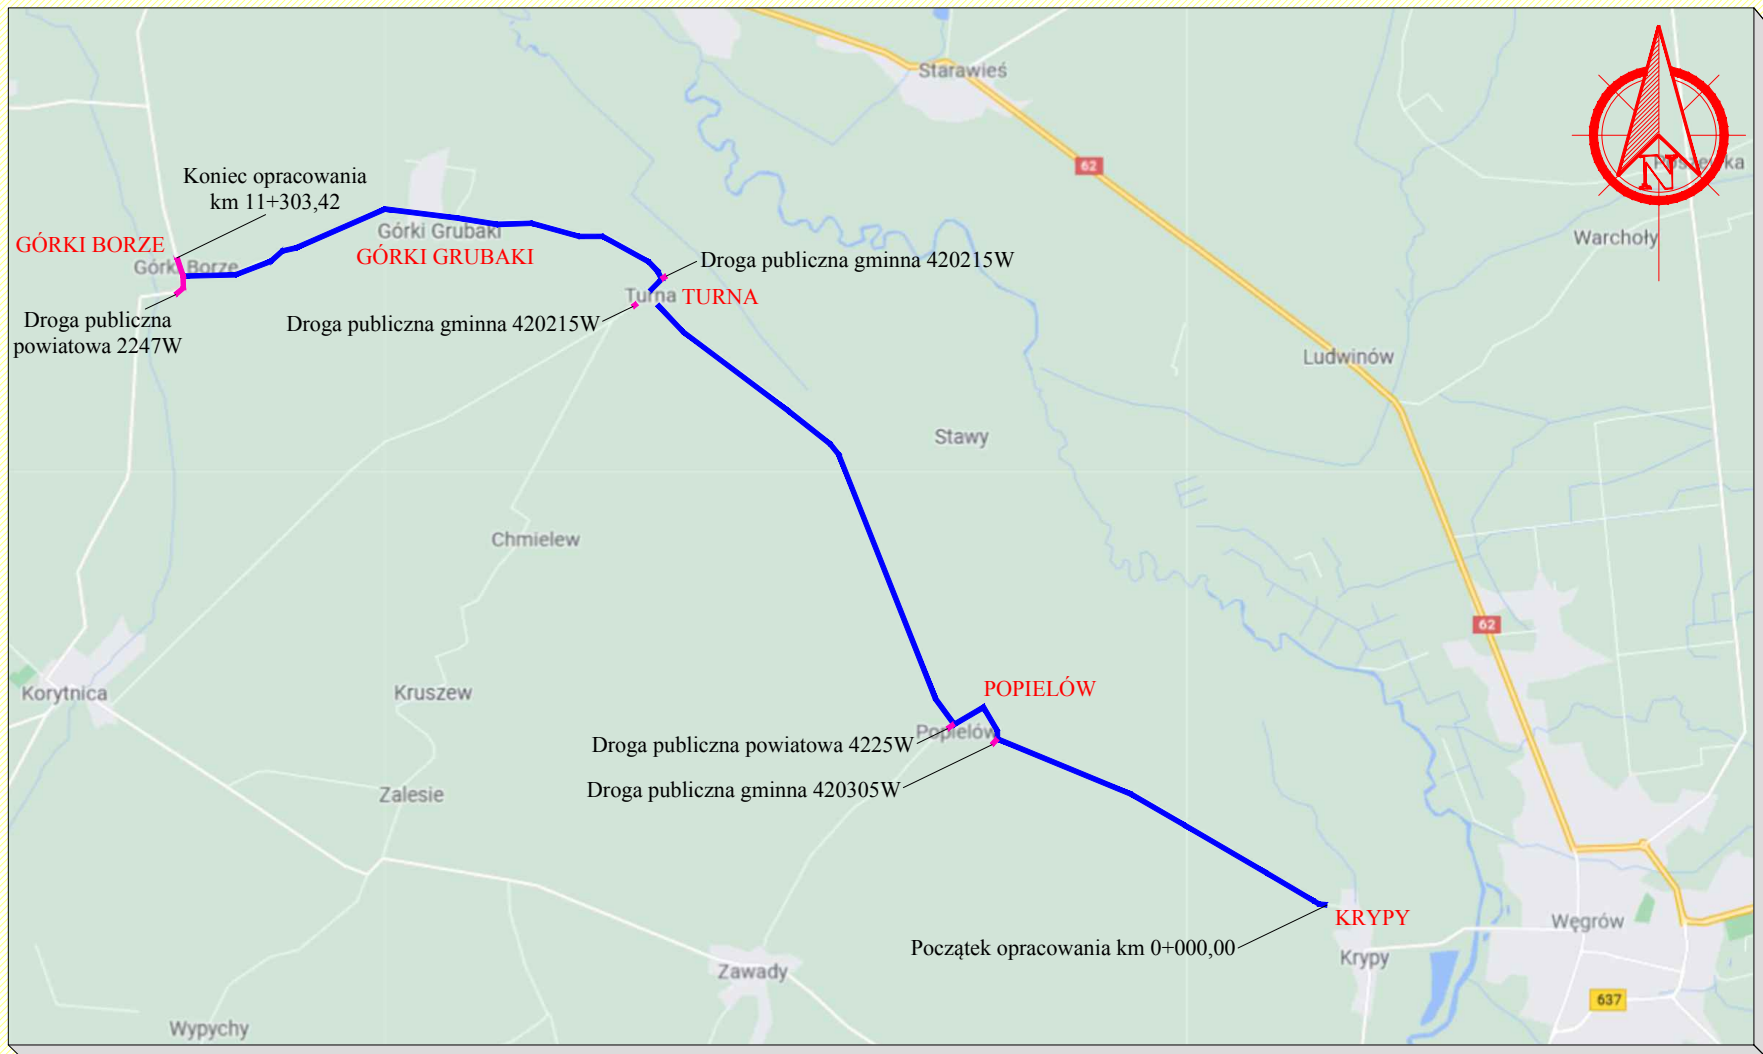 Starawieś
62
N
Koniec opracowania
km 11+303,42
GÓRKI BORZE
Górki Borze
Górki Grubaki
GÓRKI GRUBAKI
Droga publiczna gminna 420215W
Warchoły
Turna
TURNA
Droga publiczna
powiatowa 2247W
Droga publiczna gminna 420215W
Ludwinów
Stawy
Chmielew
62
Korytnica
Kruszew
POPIELÓW
Popielów
Droga publiczna powiatowa 4225W
Droga publiczna gminna 420305W
Zalesie
KRYPY
Węgrów
Początek opracowania km 0+000,00
Krypy
Zawady
637
Wypychy